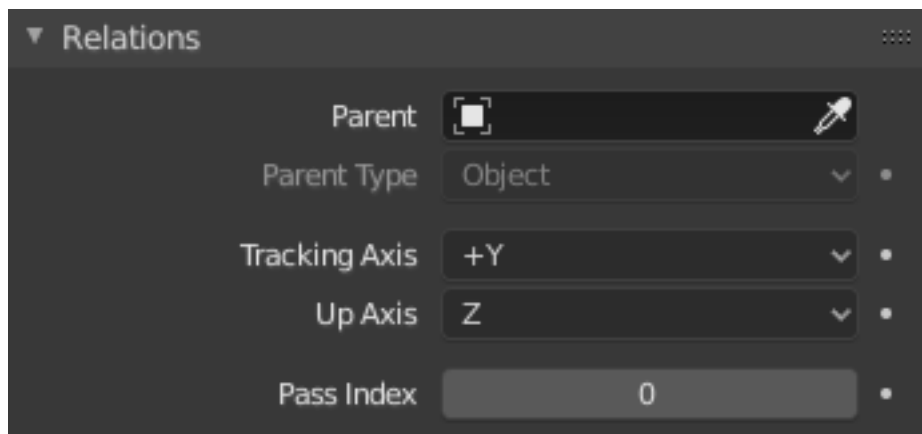 Relations
Parent
Parent Type Object
Tracking Axis +Y
Up Axis Z
Pass Index 0